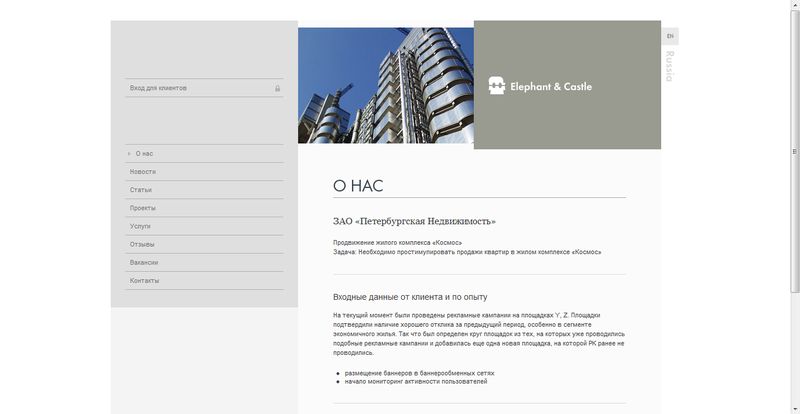 En
Russia
Вход для клиентов
Elephant & Castle
О нас
Новости
Статьи
Проекты
Услуги
Отзывы
Вакансии
Контакты
О НАС
ЗАО «Петербургская Недвижимость»
Продвижение жилого комплекса «Космос»
Задача: Необходимо простимулировать продажи квартир в жилом комплексе «Космос»
Входные данные от клиента и по опыту
На текущий момент были проведены рекламные кампании на площадках Y, Z. Площадки
подтвердили наличие хорошего отклика за предыдущий период, особенно в сегменте
экономичного жилья. Так что был определен круг площадок из тех, на которых уже проводились
подобные рекламные кампании и добавилась еще одна новая площадка, на которой РК ранее не
проводились.
размещение баннеров в баннерообменных сетях
начало мониторинг активности пользователей